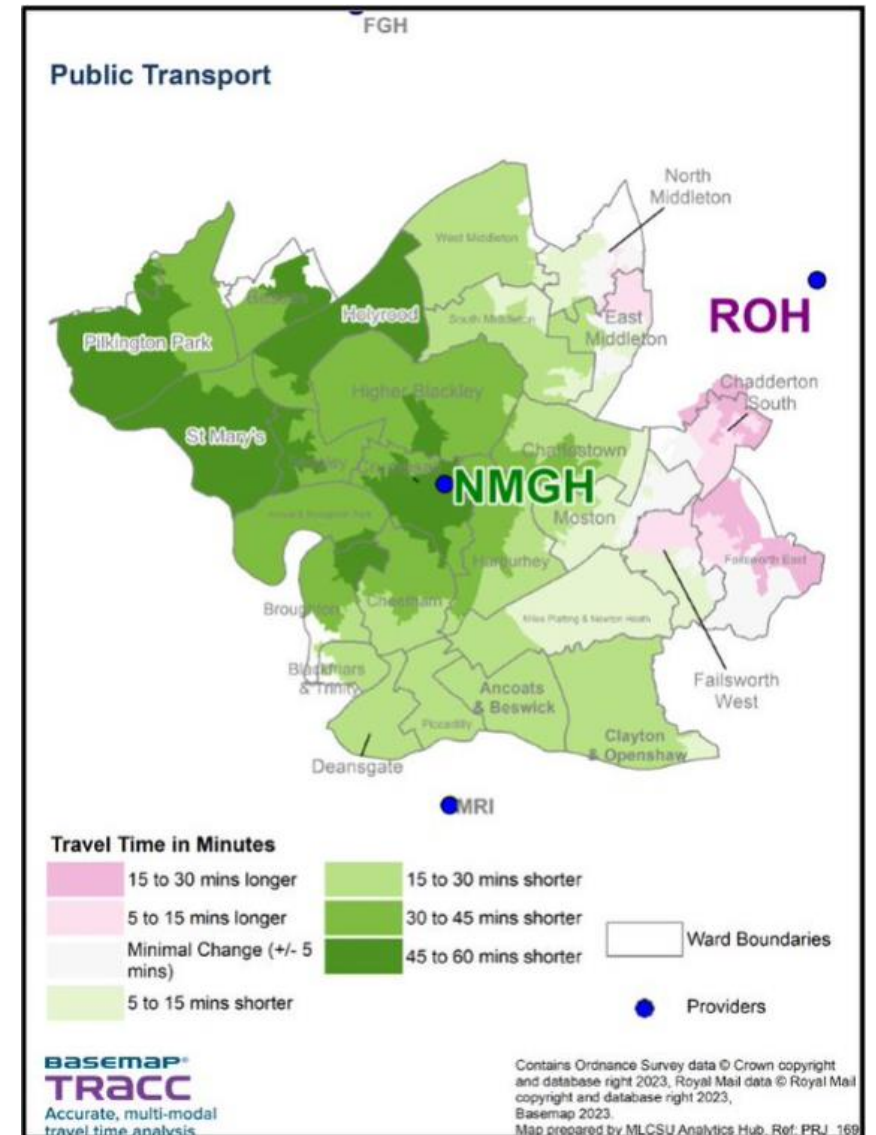 FGH
Public Transport
North
Middleton
West Middleton
ROH
Holyrood
South Middleton
East
Middleton
Pilkington Park
Chadderton
South
Higher Blackley
St Mary's
Charlestown
NMGH
Moston
Harpurhey
Failsworth East
Broughton
Cheetham
Miles Platting & Newton Heath
Blackfriars
& Trinity
Failsworth
West
Ancoats
& Beswick
Piccadilly
Clayton
& Openshaw
Deansgate
MRI
Travel Time in Minutes
15 to 30 mins longer
5 to 15 mins longer
Minimal Change (+/- 5
mins)
5 to 15 mins shorter
15 to 30 mins shorter
30 to 45 mins shorter
45 to 60 mins shorter
Ward Boundaries
Providers
BASEMAP®
TRACC
Accurate, multi-modal
travel time analysis
Contains Ordnance Survey data © Crown copyright
and database right 2023, Royal Mail data © Royal Mail
copyright and database right 2023,
Basemap 2023.
Map prepared by MLCSU Analytics Hub. Ref: PRJ_169